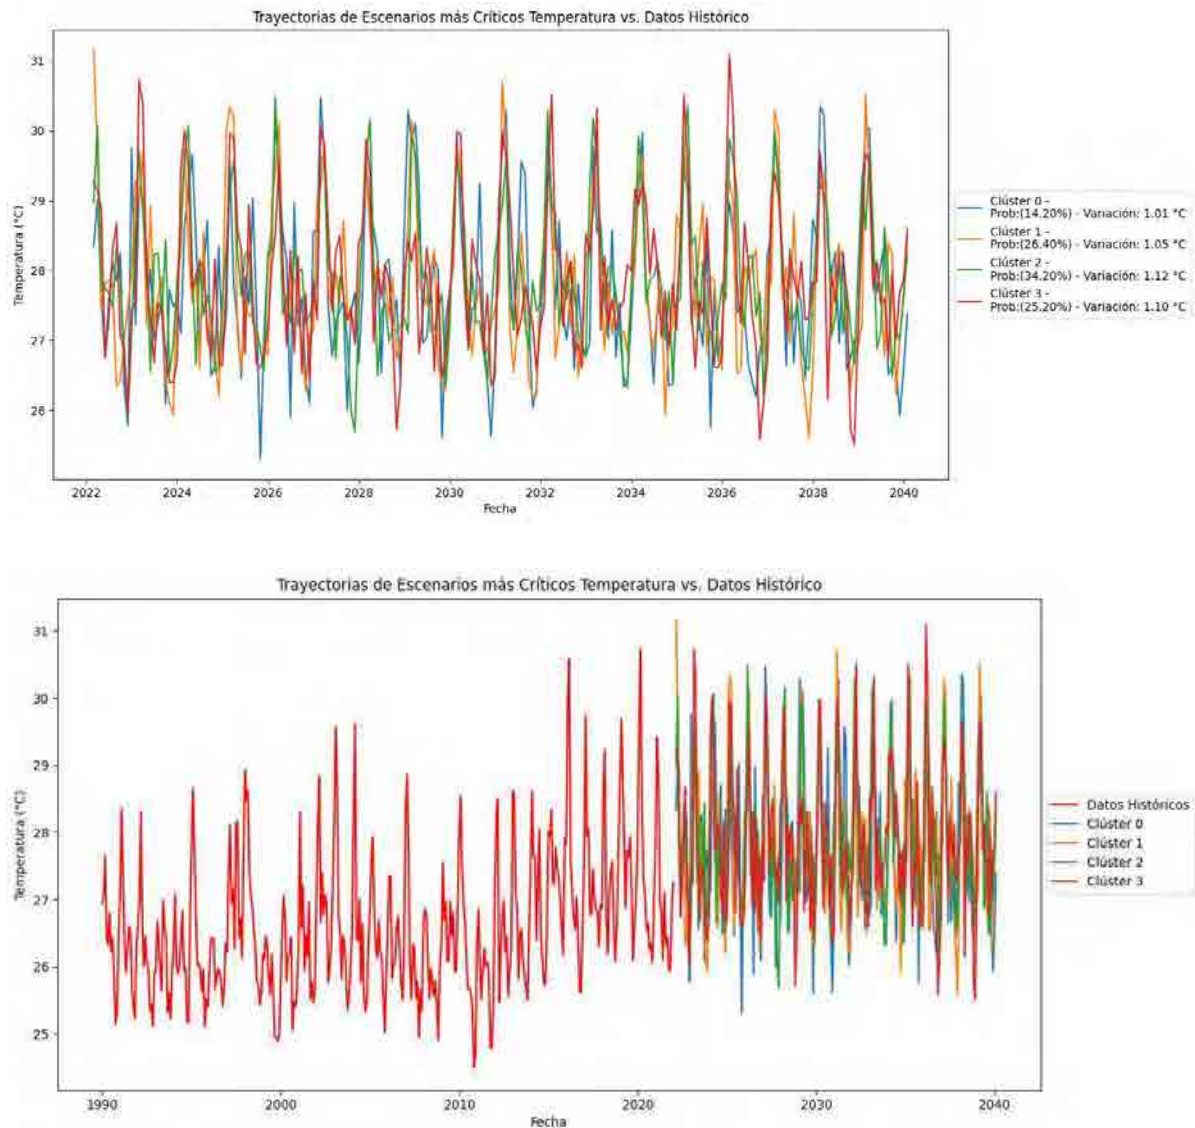 Trayectorias de Escenarios más Críticos Temperatura vs. Datos Histórico
31
30
29
28
27
26
Temperatura (°C)
2022
2024
2026
2028
2030
2032
2034
2036
2038
2040
Fecha
Clúster 0 -
Prob:(14.20%) - Variación: 1.01 °C
Clúster 1 -
Prob:(26.40%) - Variación: 1.05 °C
Clúster 2 -
Prob:(34.20%) - Variación: 1.12 °C
Clúster 3 -
Prob:(25.20%) - Variación: 1.10 °C
Trayectorias de Escenarios más Críticos Temperatura vs. Datos Histórico
31
30
29
28
27
26
25
Temperatura (°C)
1990
2000
2010
2020
2030
2040
Fecha
Datos Históricos
Clúster 0
Clúster 1
Clúster 2
Clúster 3